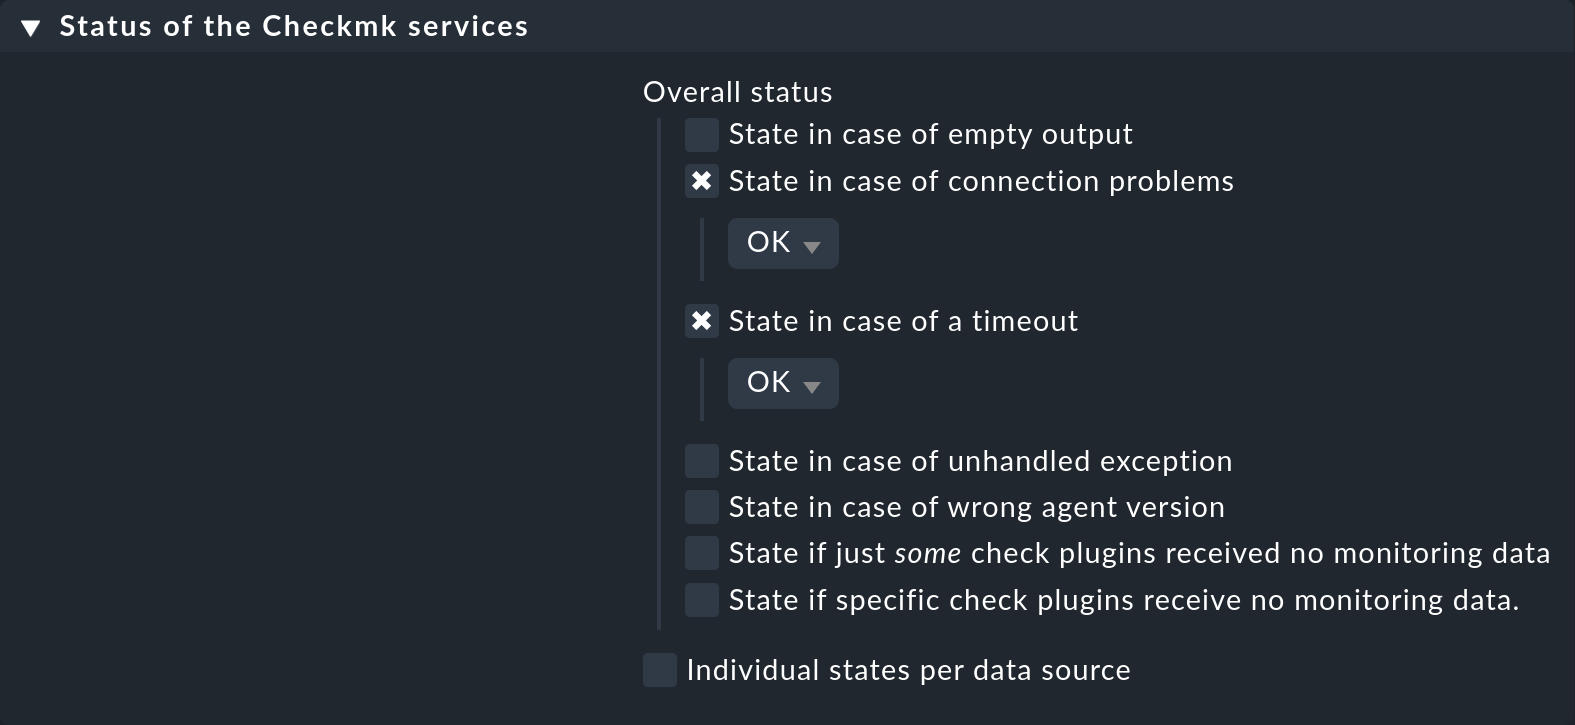 Status of the Checkmk services
Overall status
State in case of empty output
State in case of connection problems
OK
State in case of a timeout
OK
State in case of unhandled exception
State in case of wrong agent version
State if just some check plugins received no monitoring data
State if specific check plugins receive no monitoring data.
Individual states per data source